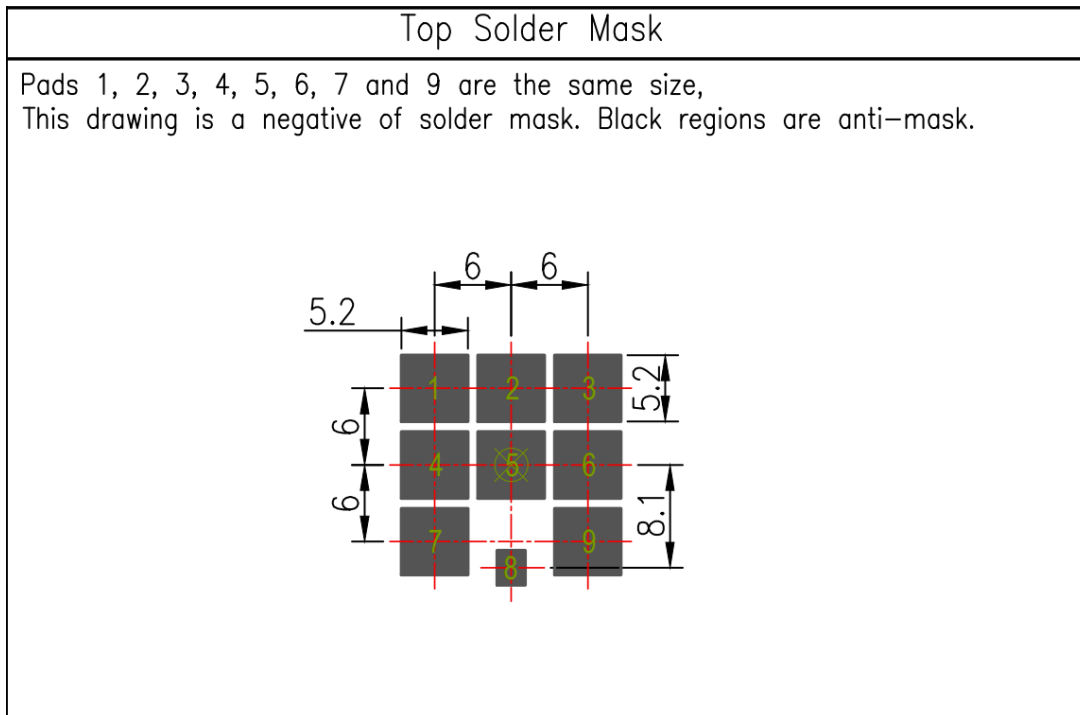 Top Solder Mask
Pads 1, 2, 3, 4, 5, 6, 7 and 9 are the same size,
This drawing is a negative of solder mask. Black regions are anti-mask.
6 6
5.2
1 2 3 5.2
6
4 5 6
6 8.1
7 9
8